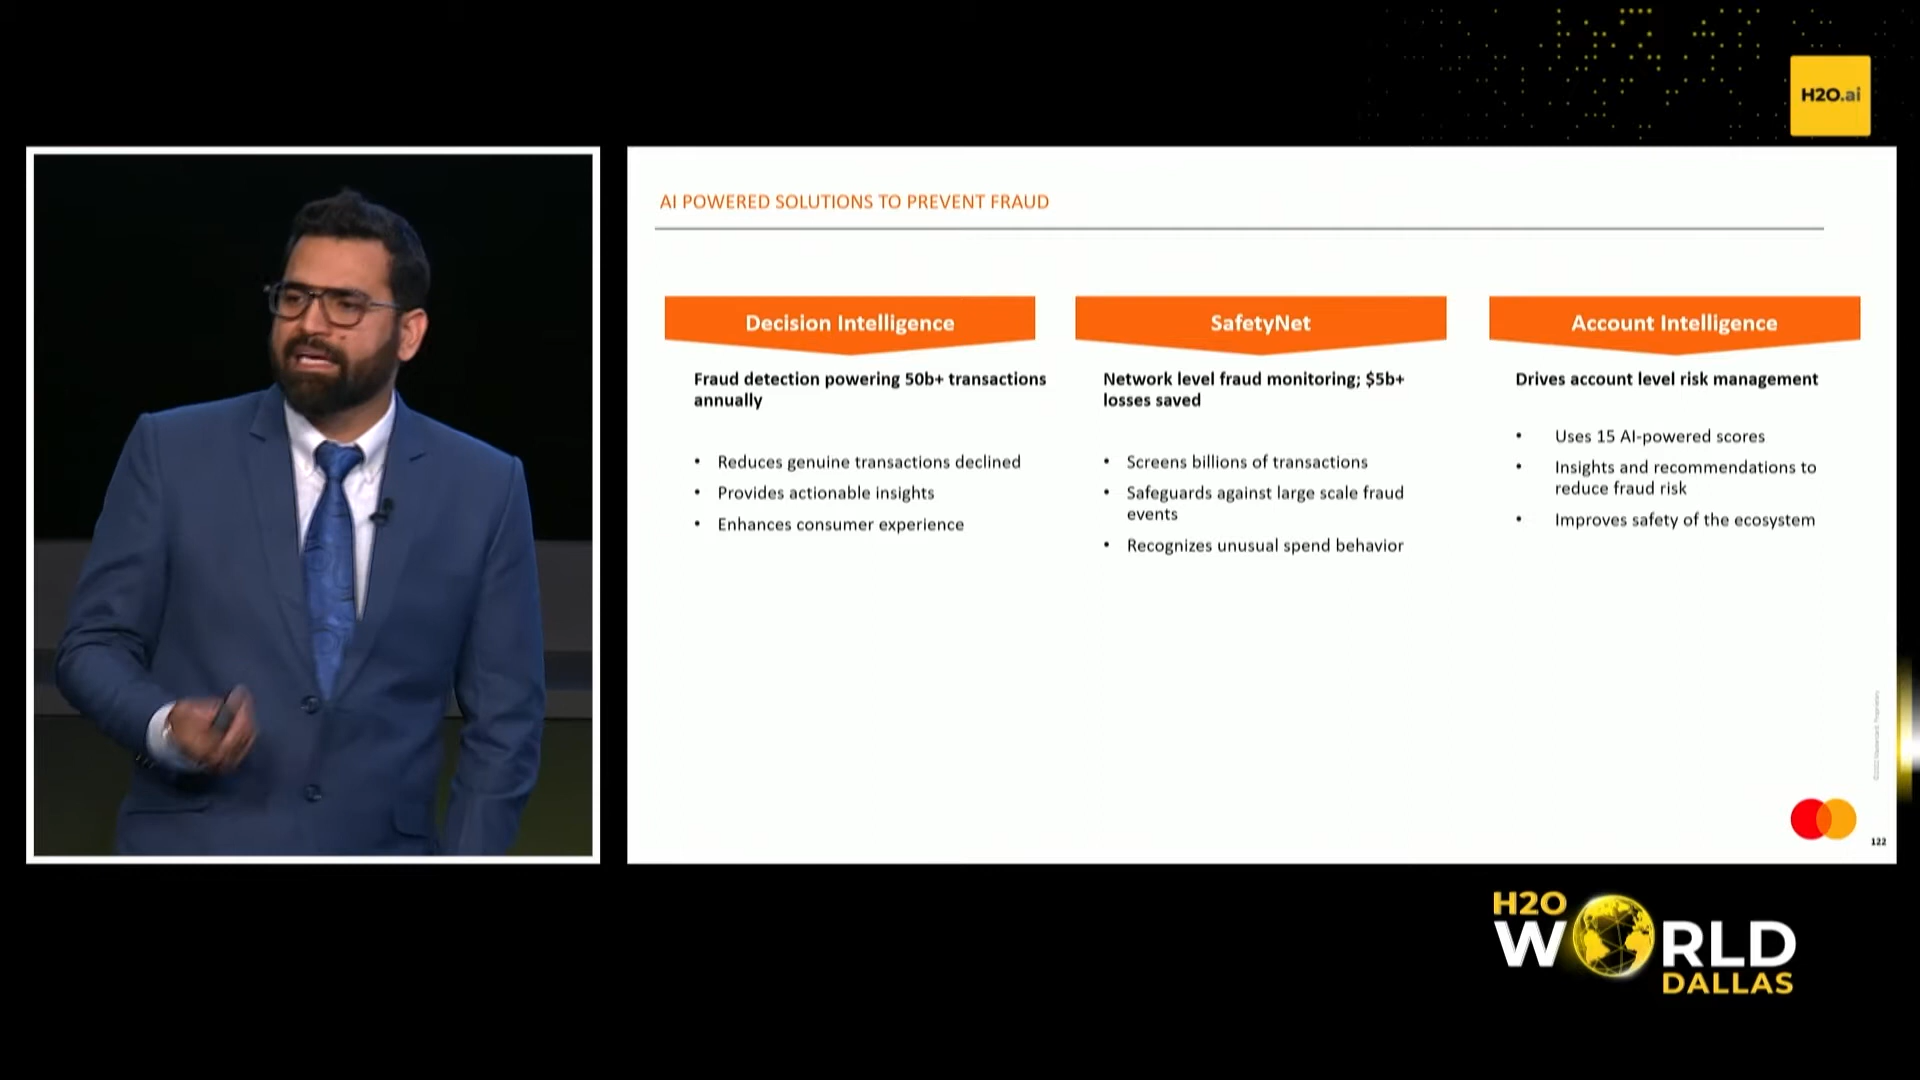 H2O.ai
AI POWERED SOLUTIONS TO PREVENT FRAUD
Decision Intelligence
Fraud detection powering 50b+ transactions
annually
• Reduces genuine transactions declined
• Provides actionable insights
• Enhances consumer experience
SafetyNet
Network level fraud monitoring; $5b+
losses saved
• Screens billions of transactions
• Safeguards against large scale fraud
events
• Recognizes unusual spend behavior
Account Intelligence
Drives account level risk management
• Uses 15 AI-powered scores
• Insights and recommendations to
reduce fraud risk
• Improves safety of the ecosystem
122
H2O
WORLD
DALLAS